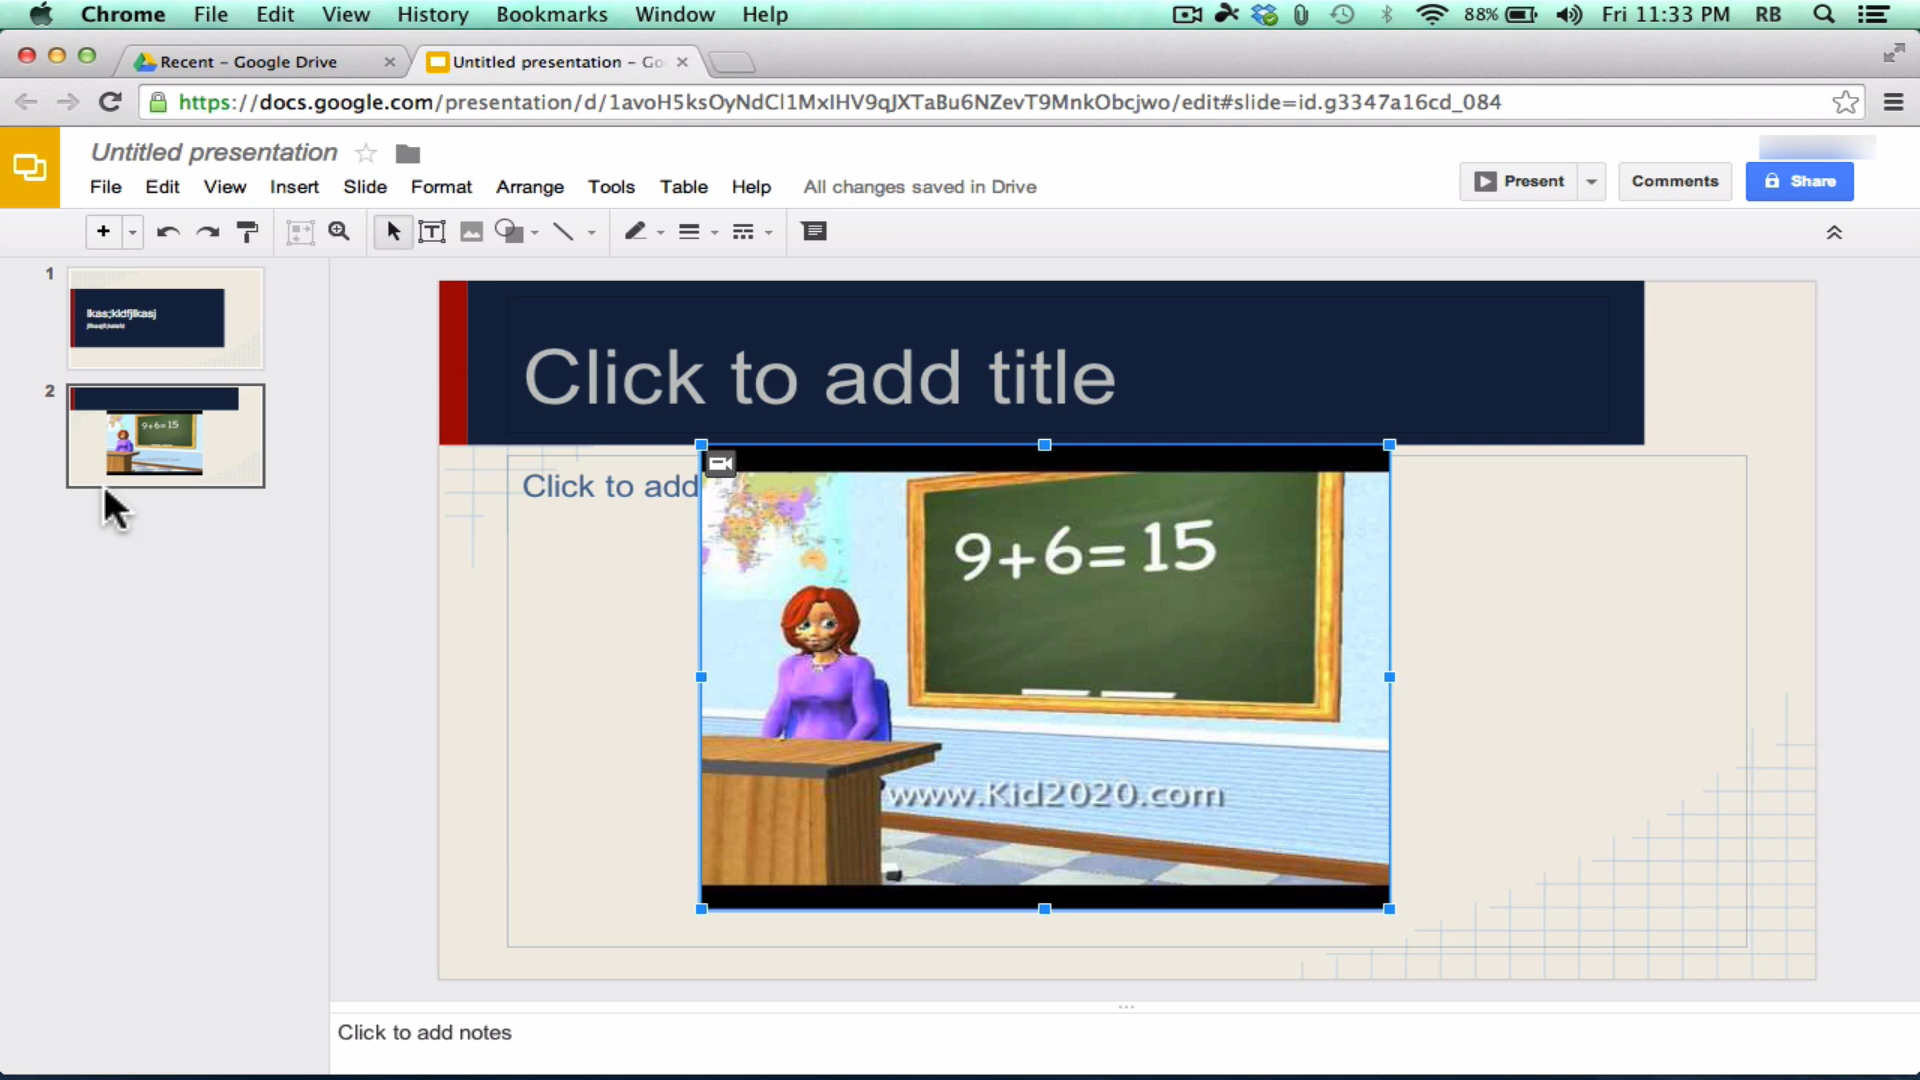 Chrome File Edit View History Bookmarks Window Help 88% Fri 11:33 PM RB
Recent – Google Drive
Untitled presentation – Go
https://docs.google.com/presentation/d/1avoH5ksOyNdCl1MxIHV9qJXTaBu6NZevT9MnkObcjwo/edit#slide=id.g3347a16cd_084
Untitled presentation
File Edit View Insert Slide Format Arrange Tools Table Help All changes saved in Drive
Present Comments Share
1
2
9+6=15
Click to add title
Click to add
9+6=15
www.Kid2020.com
Click to add notes